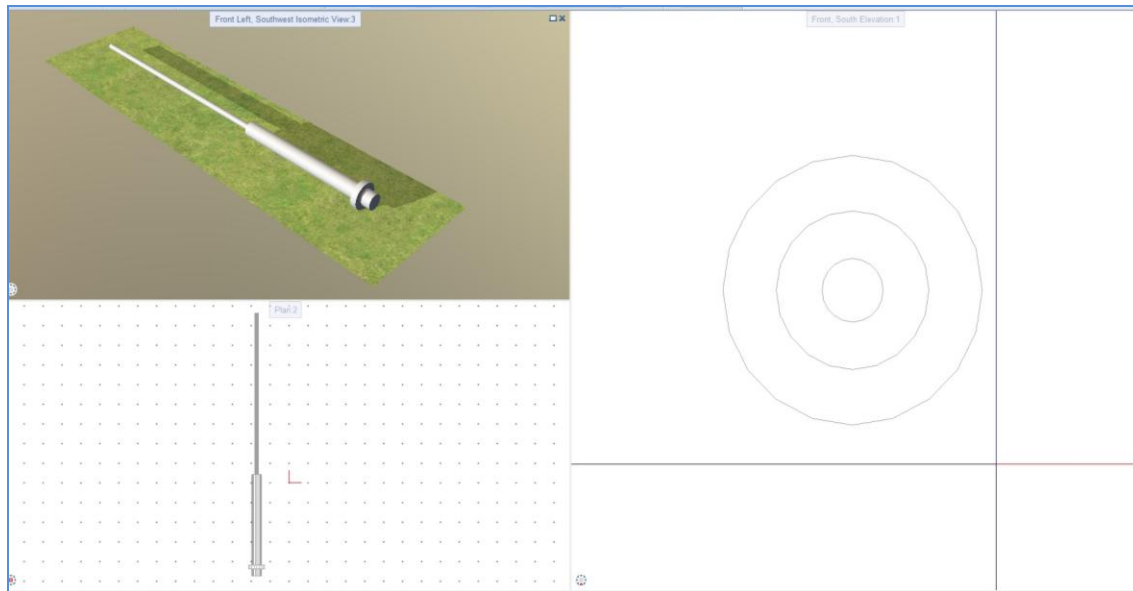 Front Left, Southwest Isometric View:3
Front, South Elevation:1
Plan:2